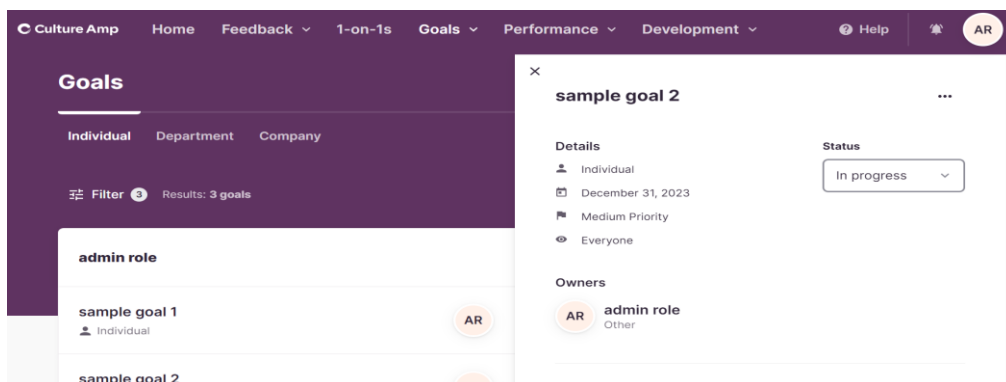 Culture Amp Home Feedback 1-on-1s Goals Performance Development Help AR
Goals
Individual Department Company
Filter 3 Results: 3 goals
admin role
sample goal 1
Individual
AR
sample goal 2
sample goal 2
Details
Individual
December 31, 2023
Medium Priority
Everyone
Status
In progress
Owners
AR
admin role
Other